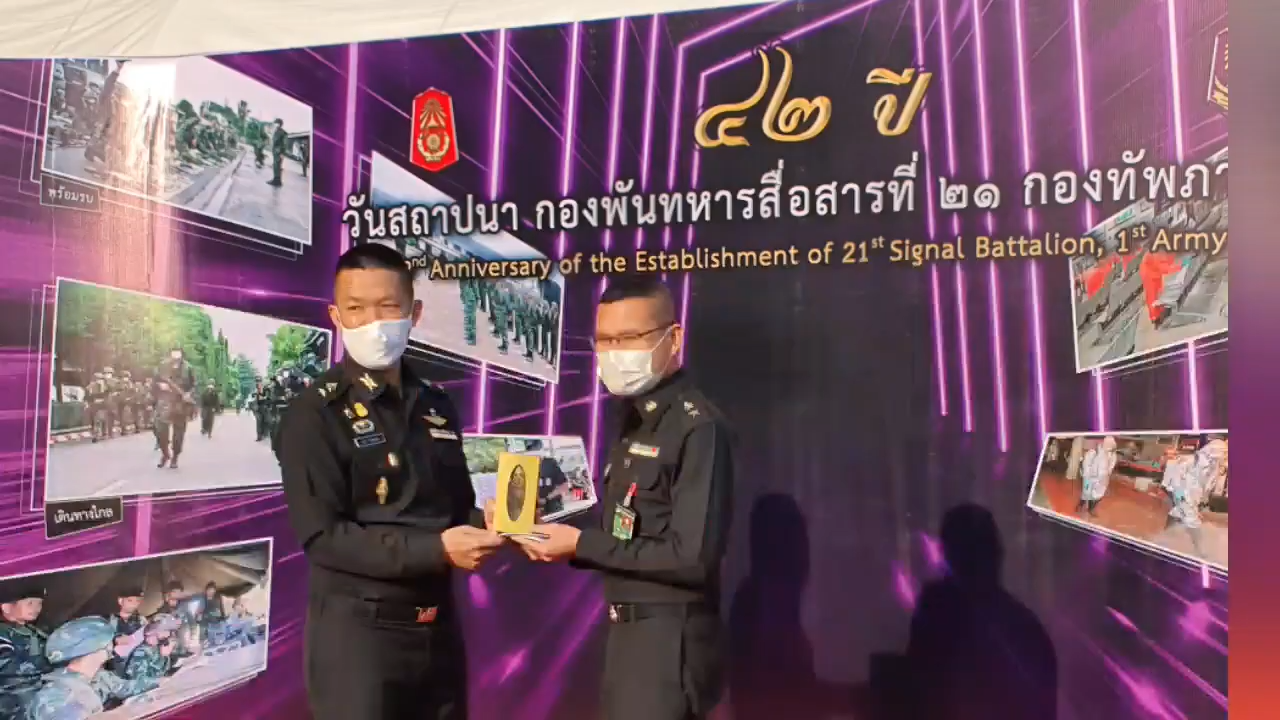 ๔๒ ปี
วันสถาปนา กองพันทหารสื่อสารที่ ๒๑ กองทัพภา
nd Anniversary of the Establishment of 21st Signal Battalion, 1st Army
พร้อมรบ
เดินทางไกล